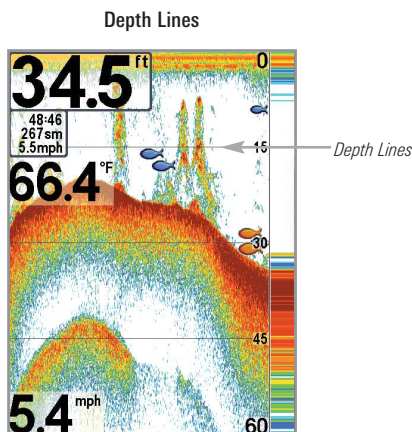 Depth Lines
34.5 ft
0
48:46
267sm
5.5mph
15
Depth Lines
66.4 °F
30
45
5.4 mph
60